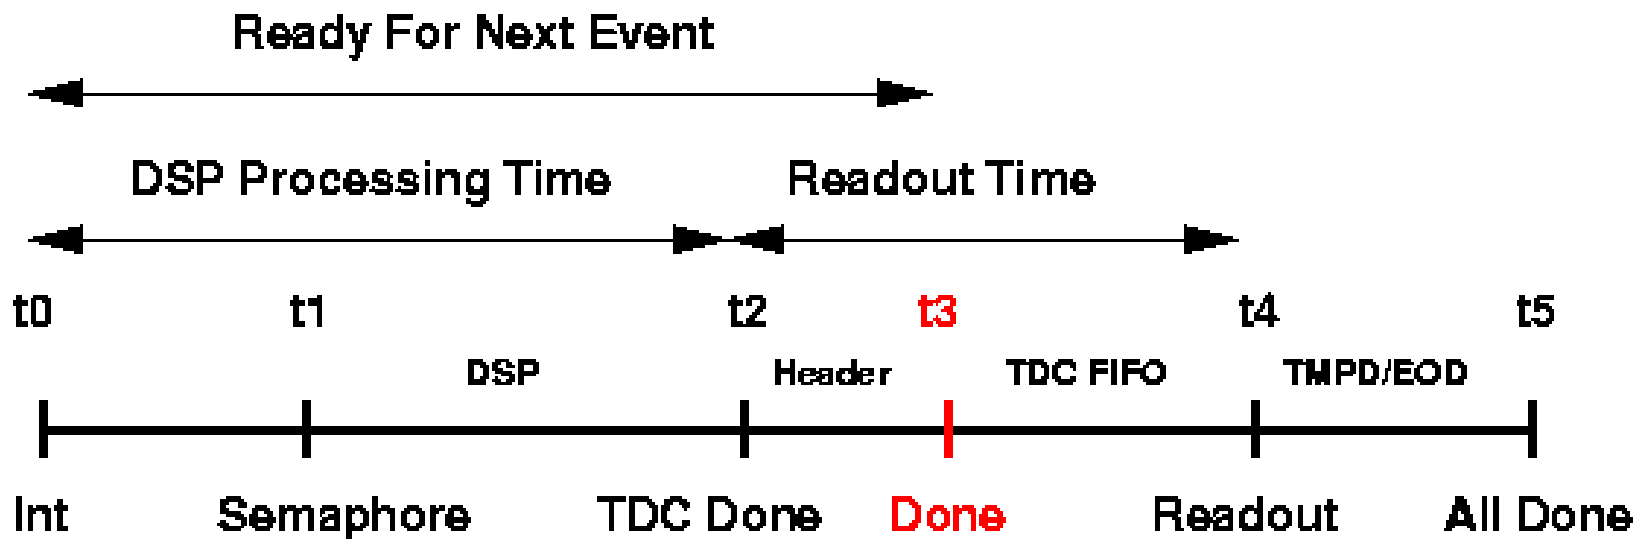 Ready For Next Event
DSP Processing Time Readout Time
t0 t1 t2 t3 t4 t5
DSP Header TDC FIFO TMPD/EOD
Int Semaphore TDC Done Done Readout All Done